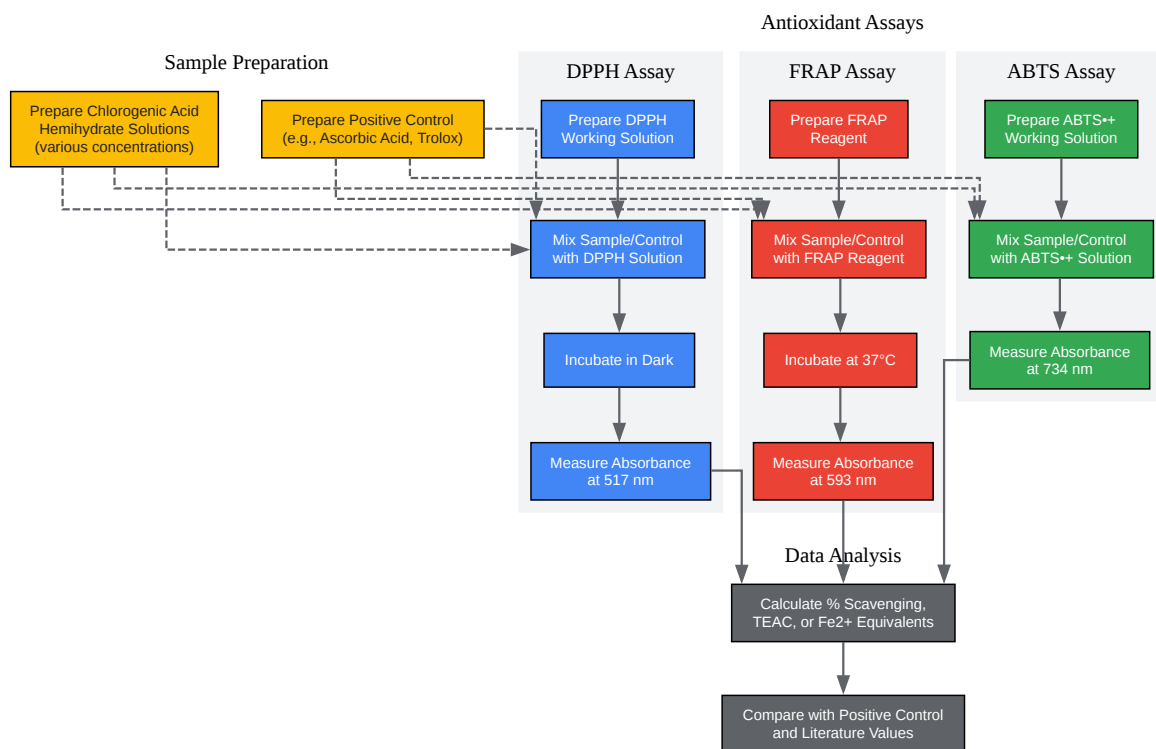 Antioxidant Assays
Sample Preparation
DPPH Assay
FRAP Assay
ABTS Assay
Prepare Chlorogenic Acid
Hemihydrate Solutions
(various concentrations)
Prepare Positive Control
(e.g., Ascorbic Acid, Trolox)
Prepare DPPH
Working Solution
Prepare FRAP
Reagent
Prepare ABTS•+
Working Solution
Mix Sample/Control
with DPPH Solution
Mix Sample/Control
with FRAP Reagent
Mix Sample/Control
with ABTS•+ Solution
Incubate in Dark
Incubate at 37°C
Measure Absorbance
at 734 nm
Measure Absorbance
at 517 nm
Measure Absorbance
at 593 nm
Data Analysis
Calculate % Scavenging,
TEAC, or Fe2+ Equivalents
Compare with Positive Control
and Literature Values